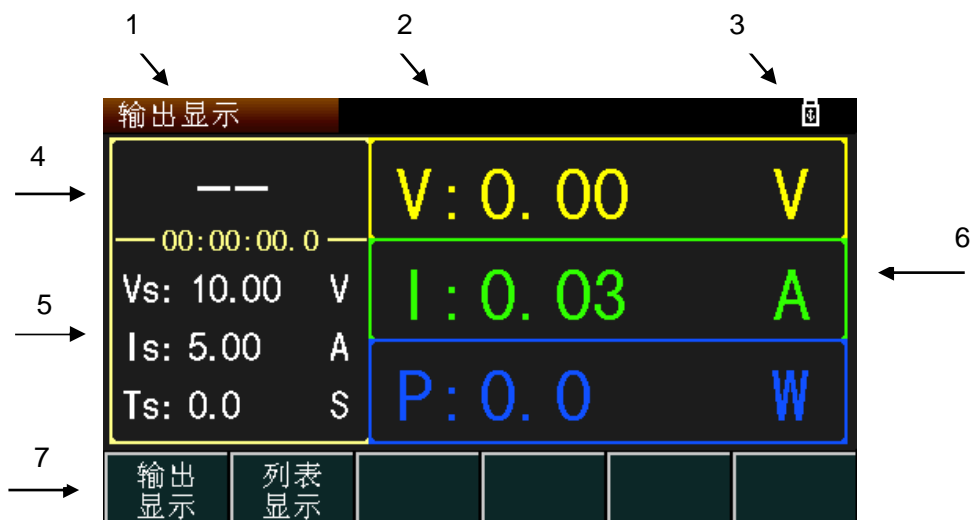 1 2 3
输出显示
4
——
V: 0.00 V
00:00:00.0
6
Vs: 10.00 V
I: 0.03 A
5
Is: 5.00 A
Ts: 0.0 S
P: 0.0 W
7
输出 列表
显示 显示